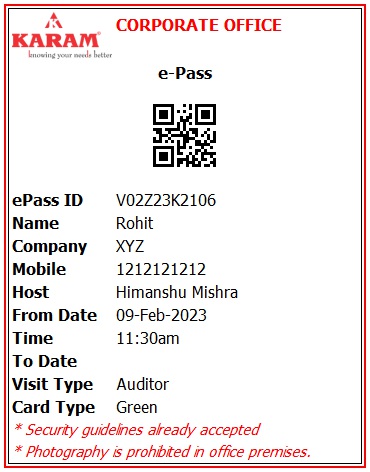 CORPORATE OFFICE
KARAM®
knowing your needs better
e-Pass
ePass ID V02Z23K2106
Name Rohit
Company XYZ
Mobile 1212121212
Host Himanshu Mishra
From Date 09-Feb-2023
Time 11:30am
To Date
Visit Type Auditor
Card Type Green
* Security guidelines already accepted
* Photography is prohibited in office premises.